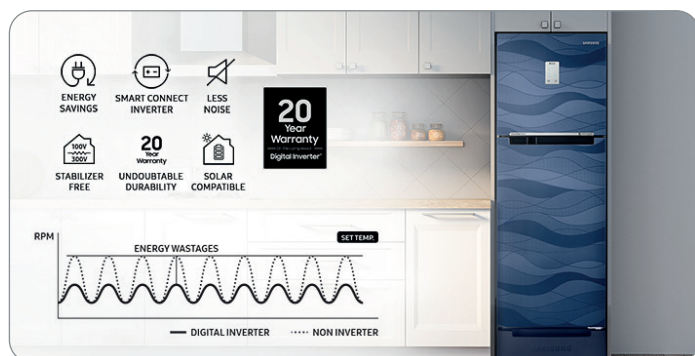 SAMSUNG
ENERGY
SAVINGS
SMART CONNECT
INVERTER
LESS
NOISE
100V
300V
STABILIZER
FREE
20
Year
Warranty
UNDOUBTABLE
DURABILITY
SOLAR
COMPATIBLE
20
Year
Warranty
Digital Inverter
RPM
ENERGY WASTAGES
SET TEMP.
DIGITAL INVERTER
NON INVERTER